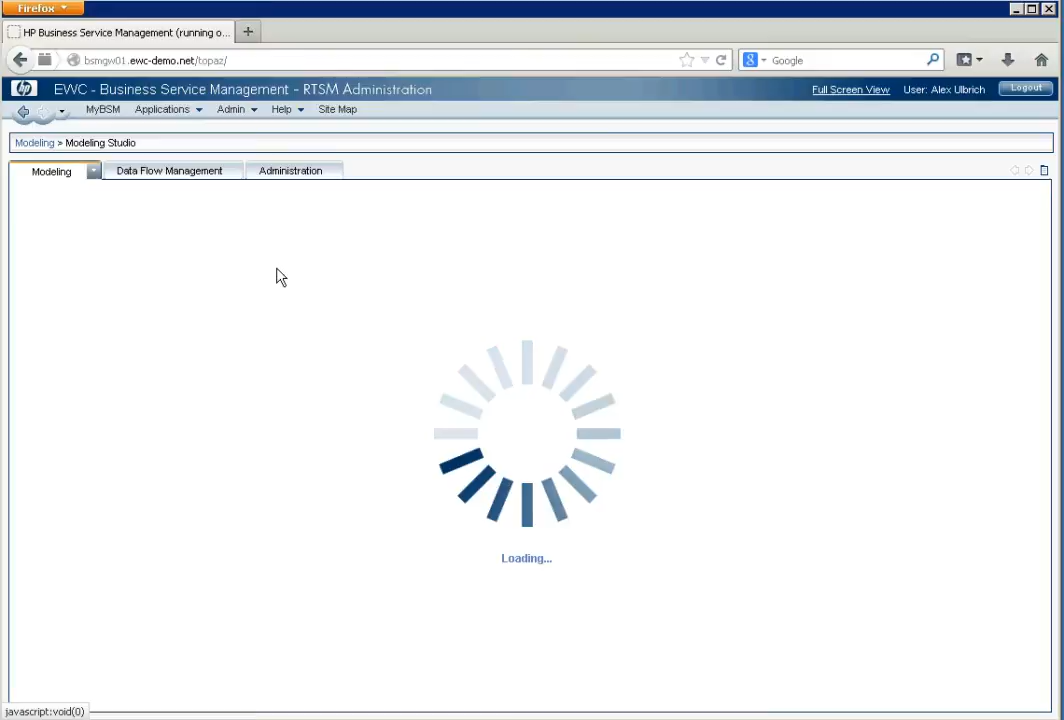 Firefox
HP Business Service Management (running o...
bsmgw01.ewc-demo.net/topaz/
Google
hp EWC - Business Service Management - RTSM Administration
Full Screen View User: Alex Ulbrich Logout
MyBSM Applications Admin Help Site Map
Modeling > Modeling Studio
Modeling Data Flow Management Administration
Loading...
javascript:void(0)